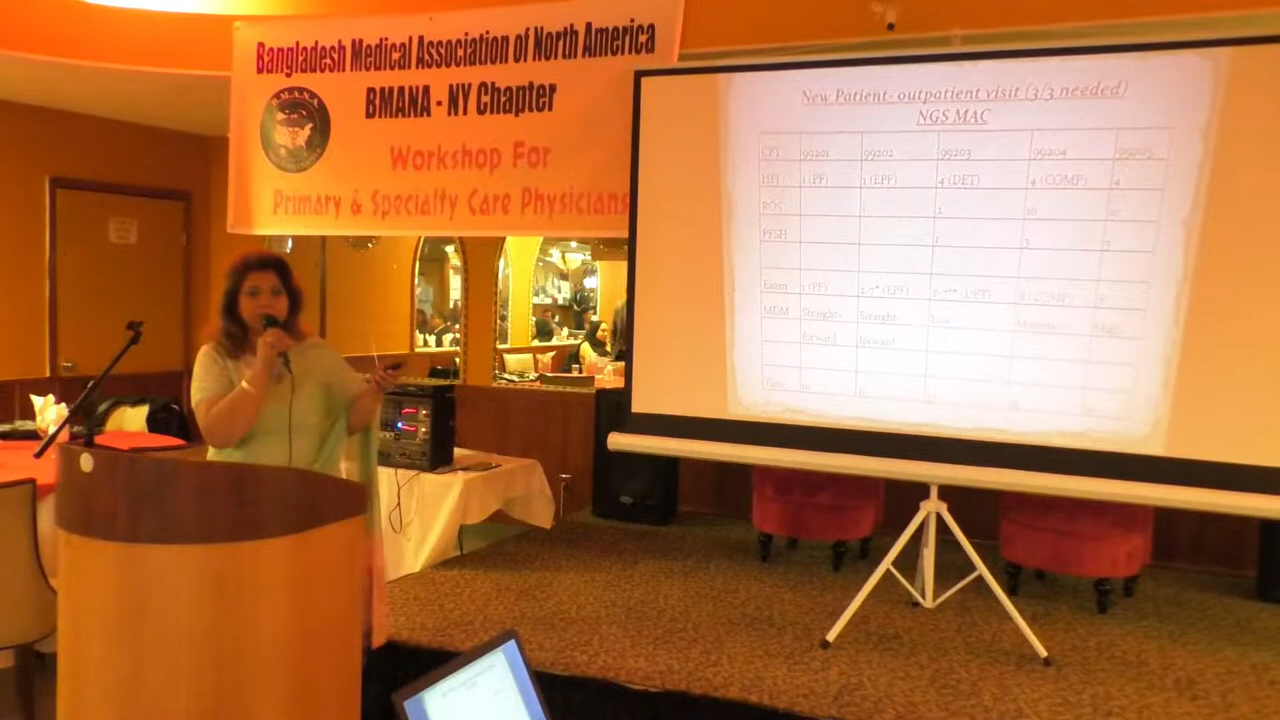 Bangladesh Medical Association of North America
BMANA - NY Chapter
B.M.A.N.A.
Workshop For
Primary & Specialty Care Physicians
New Patient- outpatient visit (3/3 needed)
NGS MAC
CPT 99201 99202 99203 99204 99205
HPI 1 (PF) 1 (EPF) 4 (DET) 4 (COMP) 4
ROS 1 2 10
PFSH 2 3 3
Exam 1 (PF) 2-7* (EPF) 2-7** (DET) 8 (COMP)
MDM Straight- Straight- Low
forward forward
Time